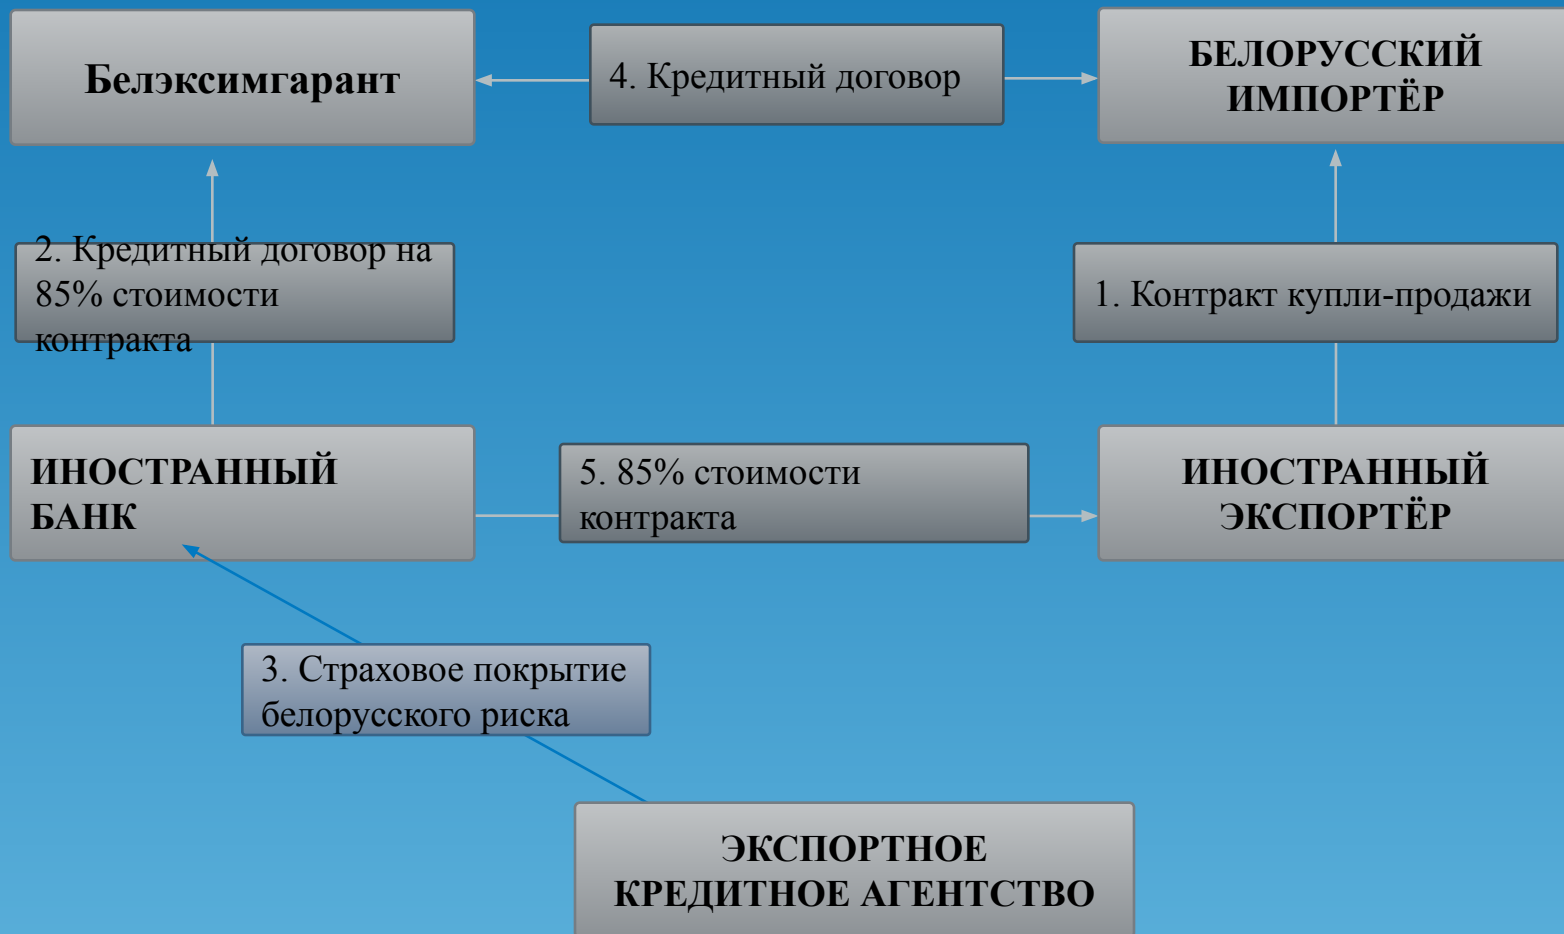 Белэксимгарант
4. Кредитный договор
БЕЛОРУССКИЙ
ИМПОРТЁР
2. Кредитный договор на
85% стоимости
контракта
1. Контракт купли-продажи
ИНОСТРАННЫЙ
БАНК
5. 85% стоимости
контракта
ИНОСТРАННЫЙ
ЭКСПОРТЁР
3. Страховое покрытие
белорусского риска
ЭКСПОРТНОЕ
КРЕДИТНОЕ АГЕНТСТВО